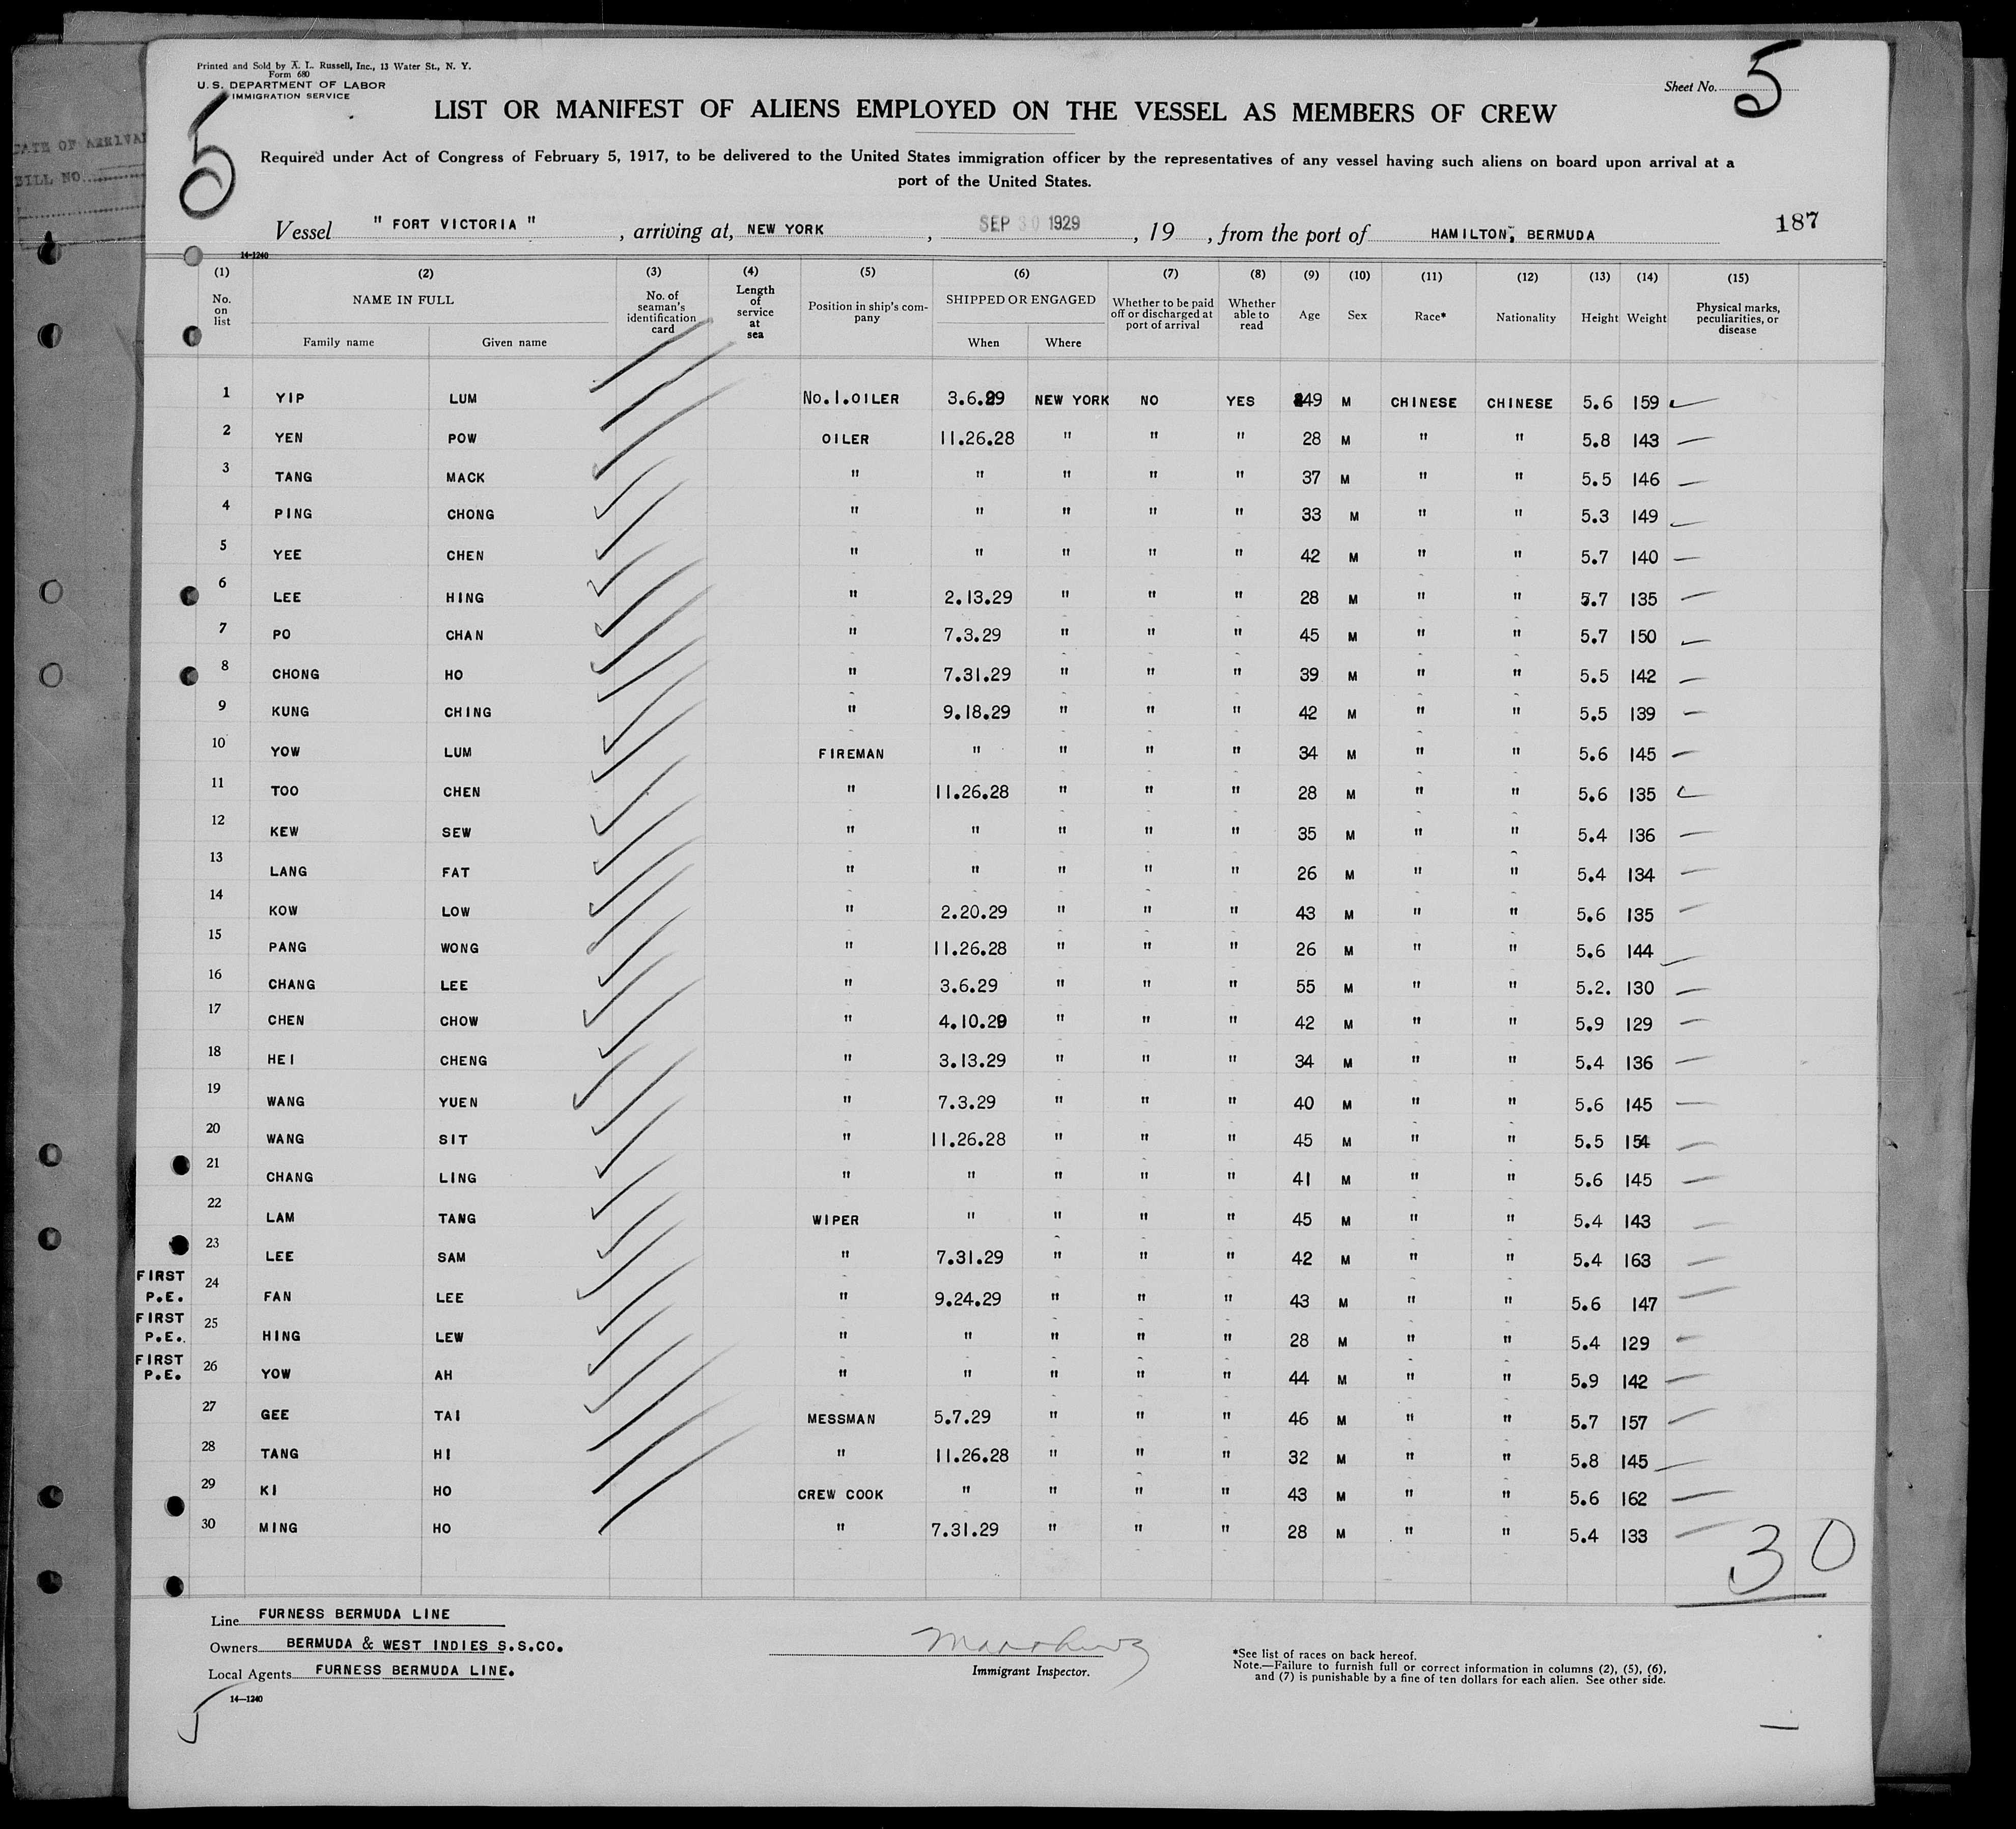 Printed and Sold by A. L. Russell, Inc., 13 Water St., N. Y.
Form 680
U. S. DEPARTMENT OF LABOR
IMMIGRATION SERVICE
Sheet No. 5
5
LIST OR MANIFEST OF ALIENS EMPLOYED ON THE VESSEL AS MEMBERS OF CREW
Required under Act of Congress of February 5, 1917, to be delivered to the United States immigration officer by the representatives of any vessel having such aliens on board upon arrival at a
port of the United States.
DATE OF ARRIVAL
BILL NO.
Vessel " FORT VICTORIA " , arriving at, NEW YORK , SEP 30 1929 , 19 , from the port of HAMILTON, BERMUDA 187
14-1240
(1) (2) (3) (4) (5) (6) (7) (8) (9) (10) (11) (12) (13) (14) (15)
No. on list NAME IN FULL Family name Given name No. of seaman's identification card Length of service at sea Position in ship's company SHIPPED OR ENGAGED When Where Whether to be paid off or discharged at port of arrival Whether able to read Age Sex Race* Nationality Height Weight Physical marks, peculiarities, or disease
1 YIP LUM No.1.OILER 3.6.29 NEW YORK NO YES 49 M CHINESE CHINESE 5.6 159
2 YEN POW OILER 11.26.28 " " " 28 M " " 5.8 143
3 TANG MACK " " " " " 37 M " " 5.5 146
4 PING CHONG " " " " " 33 M " " 5.3 149
5 YEE CHEN " " " " " 42 M " " 5.7 140
6 LEE HING " 2.13.29 " " " 28 M " " 5.7 135
7 PO CHAN " 7.3.29 " " " 45 M " " 5.7 150
8 CHONG HO " 7.31.29 " " " 39 M " " 5.5 142
9 KUNG CHING " 9.18.29 " " " 42 M " " 5.5 139
10 YOW LUM FIREMAN " " " " 34 M " " 5.6 145
11 TOO CHEN " 11.26.28 " " " 28 M " " 5.6 135
12 KEW SEW " " " " " 35 M " " 5.4 136
13 LANG FAT " " " " " 26 M " " 5.4 134
14 KOW LOW " 2.20.29 " " " 43 M " " 5.6 135
15 PANG WONG " 11.26.28 " " " 26 M " " 5.6 144
16 CHANG LEE " 3.6.29 " " " 55 M " " 5.2. 130
17 CHEN CHOW " 4.10.29 " " " 42 M " " 5.9 129
18 HEI CHENG " 3.13.29 " " " 34 M " " 5.4 136
19 WANG YUEN " 7.3.29 " " " 40 M " " 5.6 145
20 WANG SIT " 11.26.28 " " " 45 M " " 5.5 154
21 CHANG LING " " " " " 41 M " " 5.6 145
22 LAM TANG WIPER " " " " 45 M " " 5.4 143
23 LEE SAM " 7.31.29 " " " 42 M " " 5.4 163
FIRST P.E. 24 FAN LEE " 9.24.29 " " " 43 M " " 5.6 147
FIRST P.E. 25 HING LEW " " " " " 28 M " " 5.4 129
FIRST P.E. 26 YOW AH " " " " " 44 M " " 5.9 142
27 GEE TAI MESSMAN 5.7.29 " " " 46 M " " 5.7 157
28 TANG HI " 11.26.28 " " " 32 M " " 5.8 145
29 KI HO CREW COOK " " " " 43 M " " 5.6 162
30 MING HO " 7.31.29 " " " 28 M " " 5.4 133
30
Line FURNESS BERMUDA LINE
Owners BERMUDA & WEST INDIES S.S.CO.
Local Agents FURNESS BERMUDA LINE.
14—1240
5
Immigrant Inspector.
*See list of races on back hereof.
Note.—Failure to furnish full or correct information in columns (2), (5), (6),
and (7) is punishable by a fine of ten dollars for each alien. See other side.